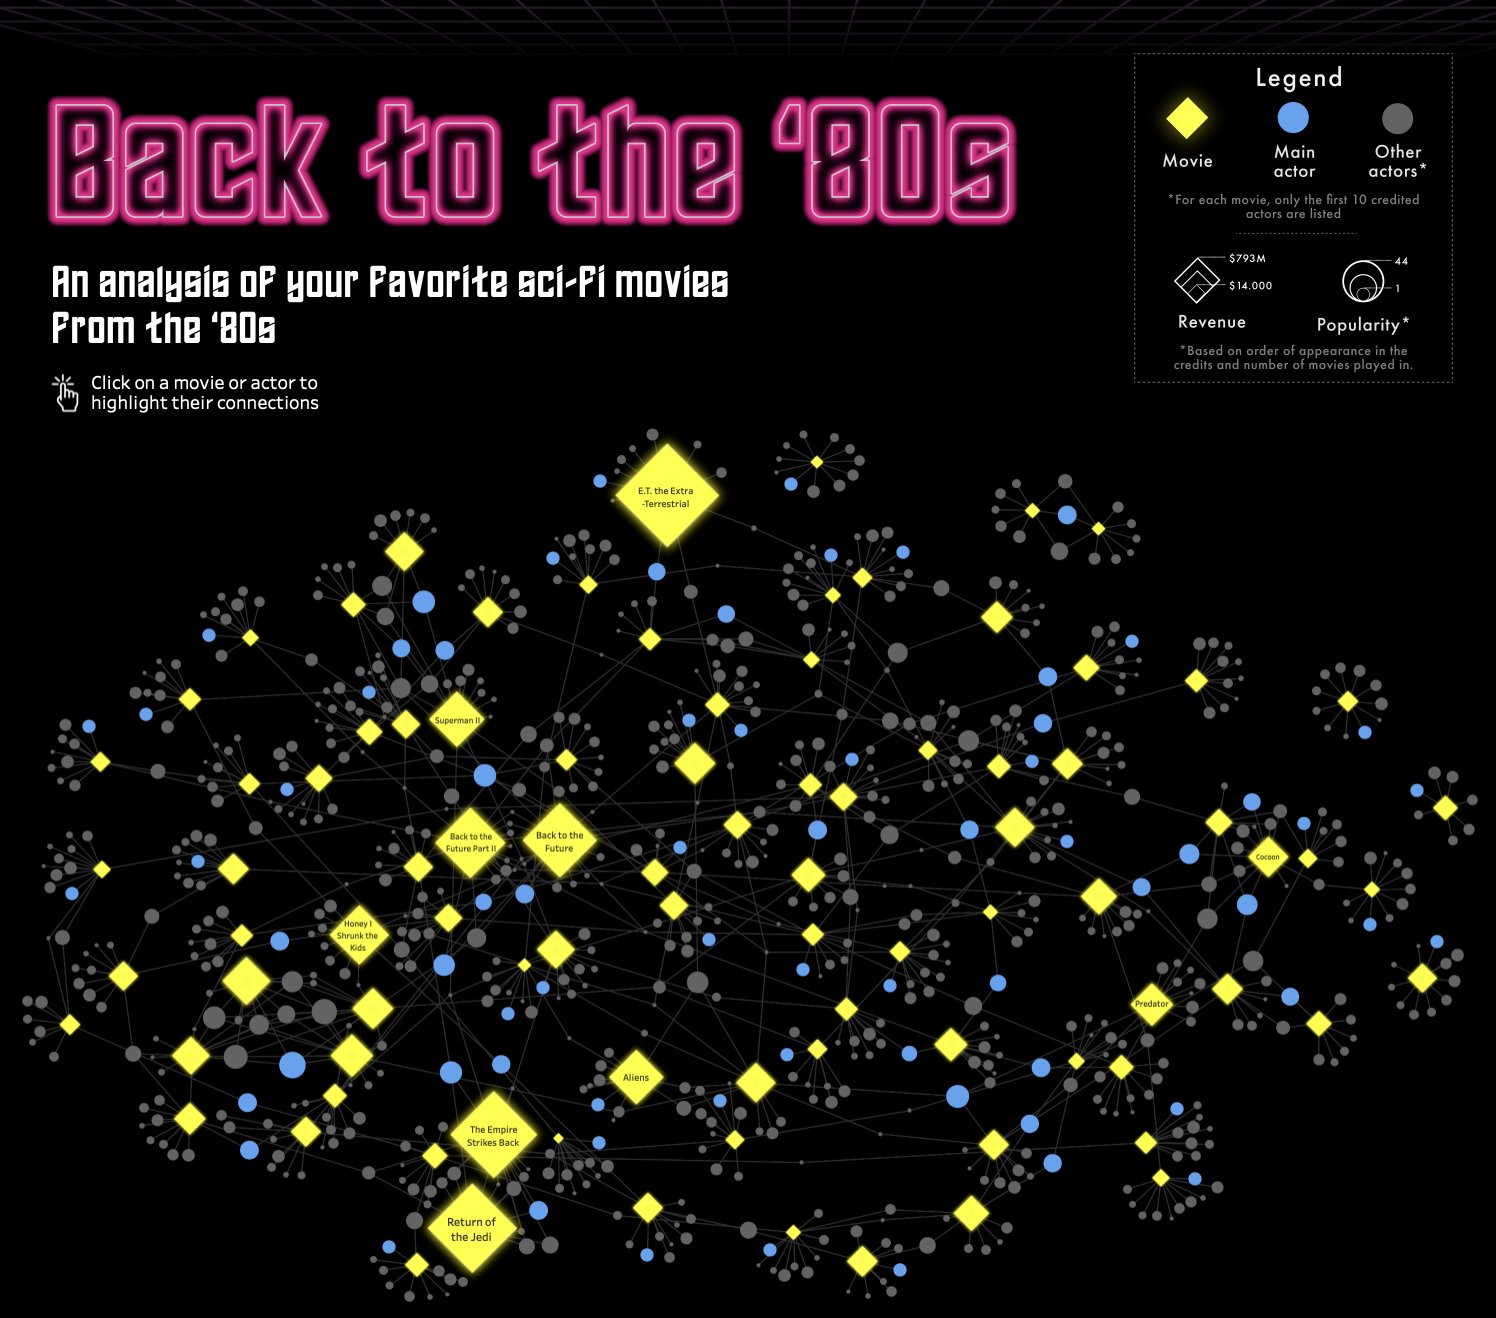 Back to the ‘80s
An analysis of your favorite sci-fi movies
from the ‘80s
Click on a movie or actor to
highlight their connections
Legend
Movie
Main
actor
Other
actors*
*For each movie, only the first 10 credited
actors are listed
$793M
$14.000
Revenue
44
1
Popularity*
*Based on order of appearance in the
credits and number of movies played in.
E.T. the Extra
-Terrestrial
Superman II
Back to the
Future Part II
Back to the
Future
Cocoon
Honey I
Shrunk the
Kids
Predator
Aliens
The Empire
Strikes Back
Return of
the Jedi